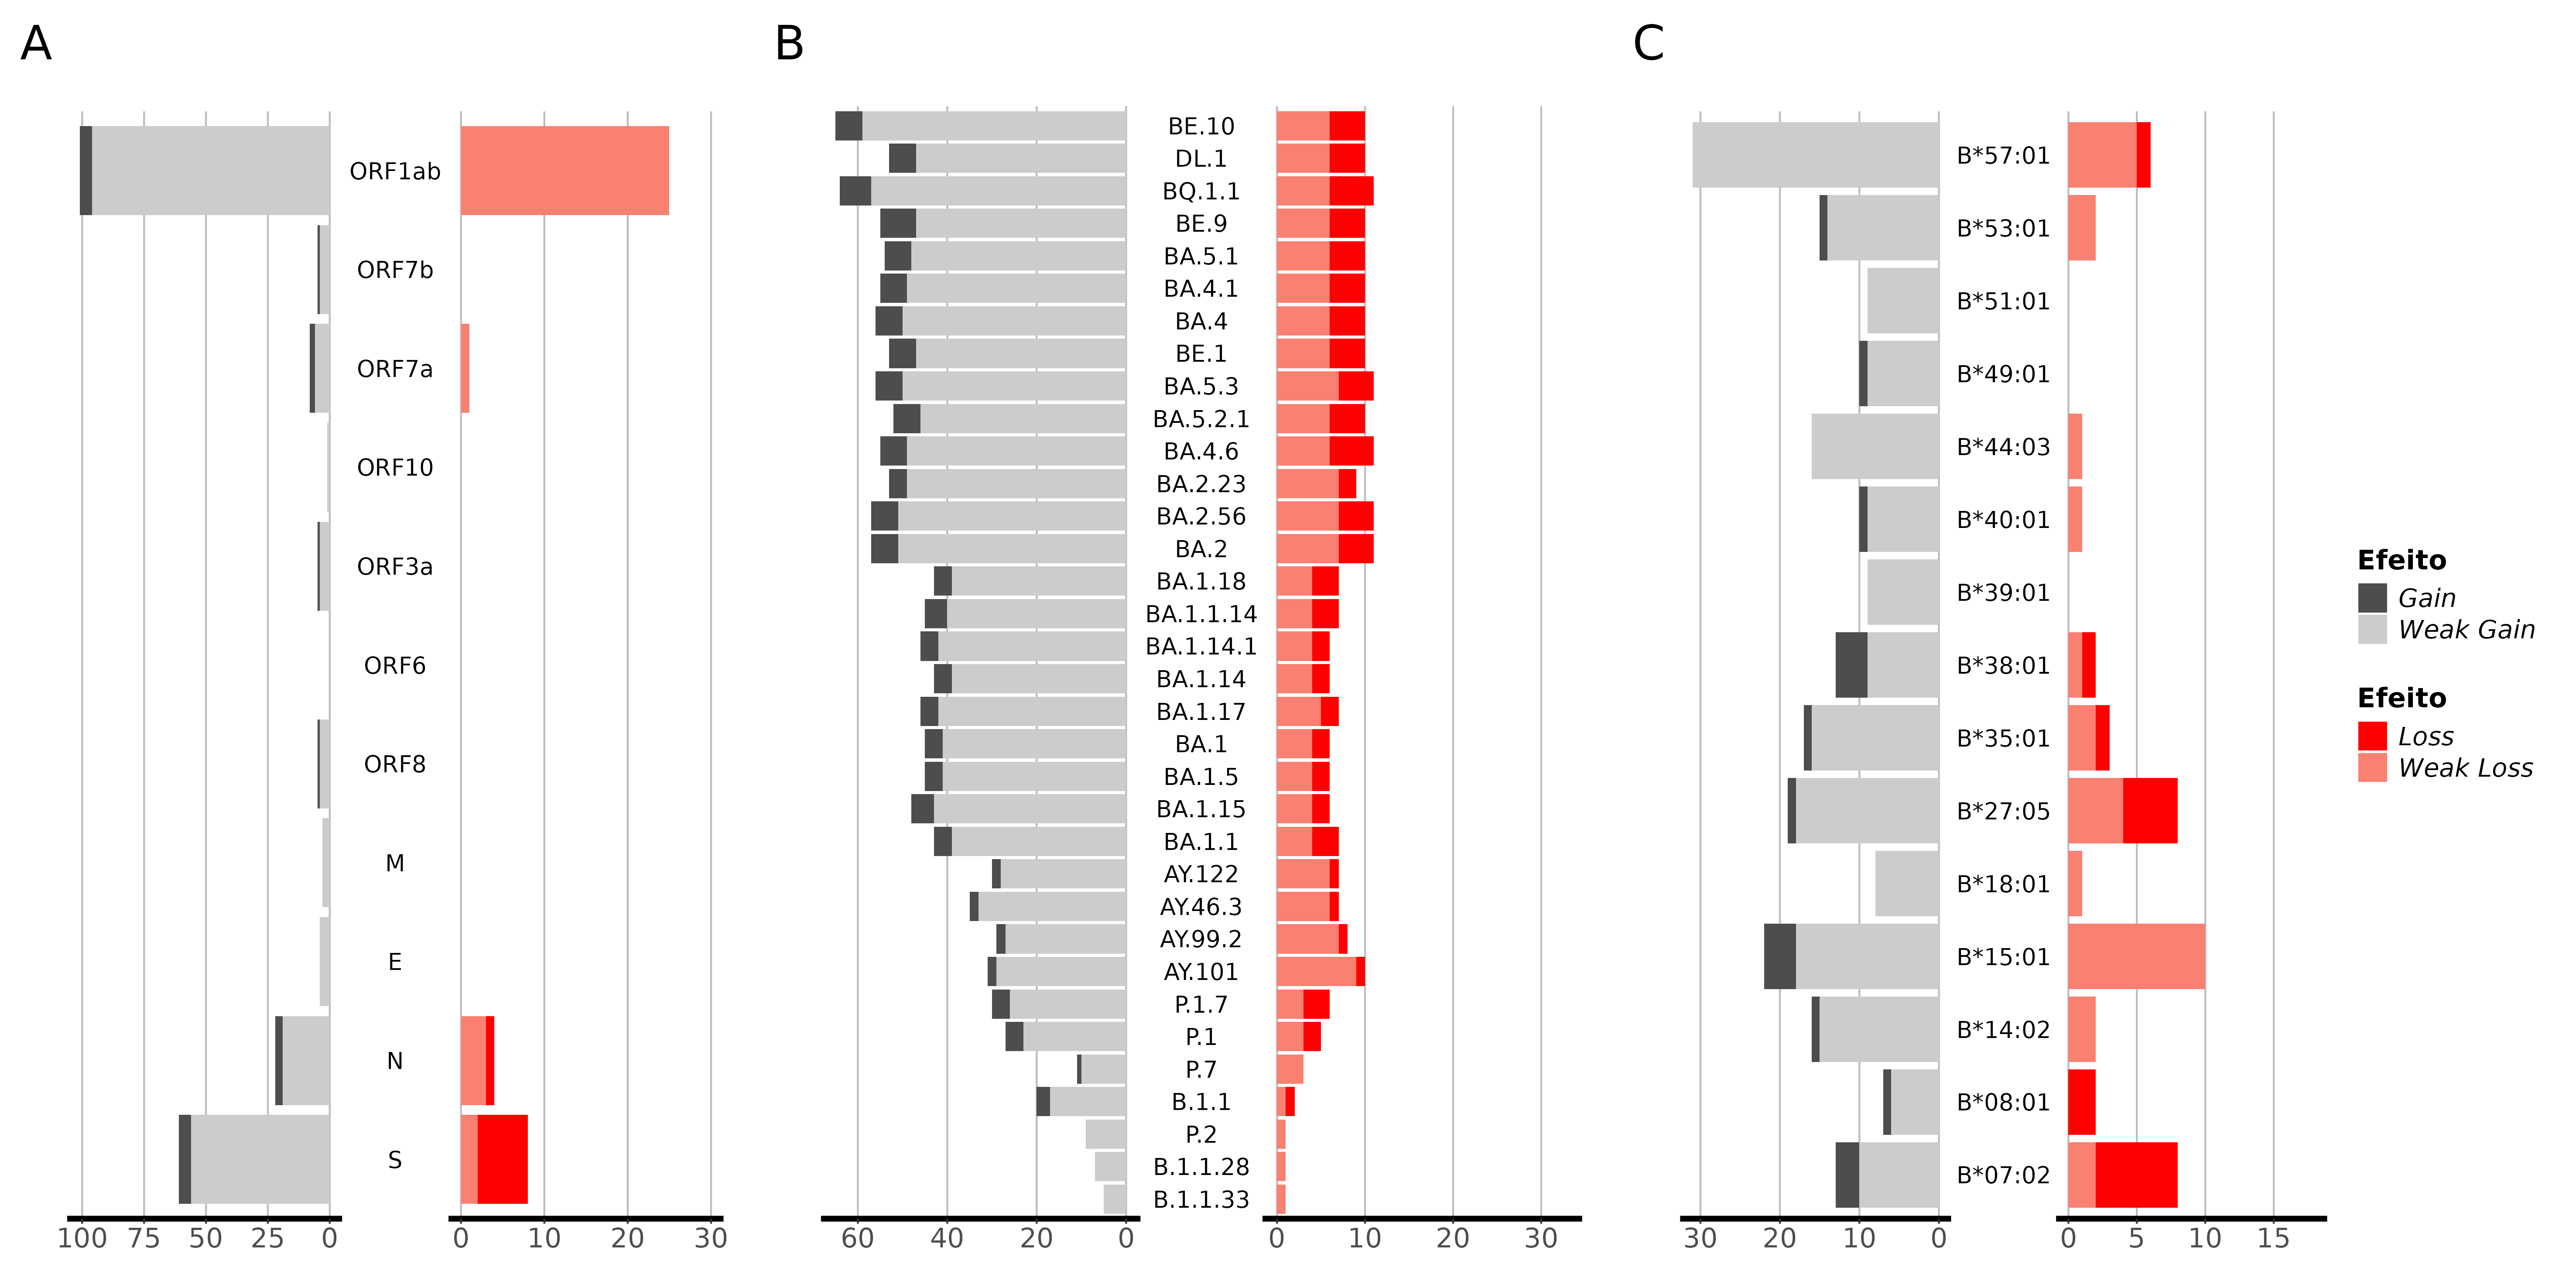 A
B
C
ORF1ab
ORF7b
ORF7a
ORF10
ORF3a
ORF6
ORF8
M
E
N
S
100 75 50 25 0
0 10 20 30
BE.10
DL.1
BQ.1.1
BE.9
BA.5.1
BA.4.1
BA.4
BE.1
BA.5.3
BA.5.2.1
BA.4.6
BA.2.23
BA.2.56
BA.2
BA.1.18
BA.1.1.14
BA.1.14.1
BA.1.14
BA.1.17
BA.1
BA.1.5
BA.1.15
BA.1.1
AY.122
AY.46.3
AY.99.2
AY.101
P.1.7
P.1
P.7
B.1.1
P.2
B.1.1.28
B.1.1.33
60 40 20 0
0 10 20 30
B*57:01
B*53:01
B*51:01
B*49:01
B*44:03
B*40:01
B*39:01
B*38:01
B*35:01
B*27:05
B*18:01
B*15:01
B*14:02
B*08:01
B*07:02
30 20 10 0
0 5 10 15
Efeito
Gain
Weak Gain
Efeito
Loss
Weak Loss